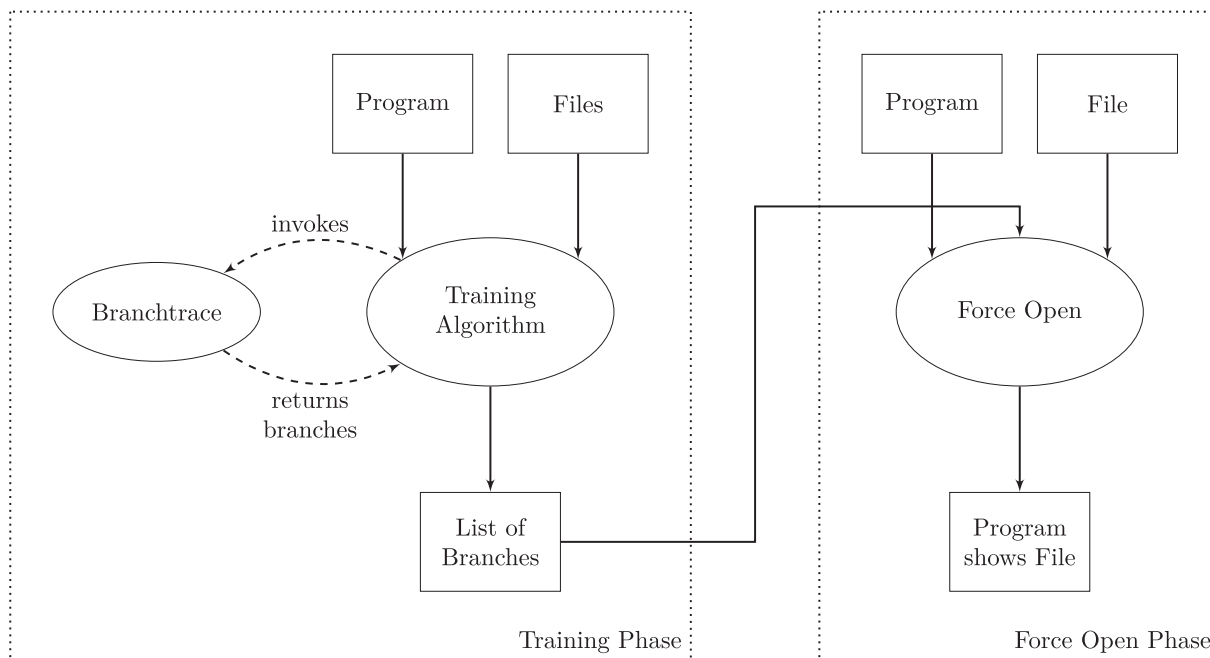 Program
Files
Program
File
invokes
Branchtrace
Training
Algorithm
Force Open
returns
branches
List of
Branches
Program
shows File
Training Phase
Force Open Phase